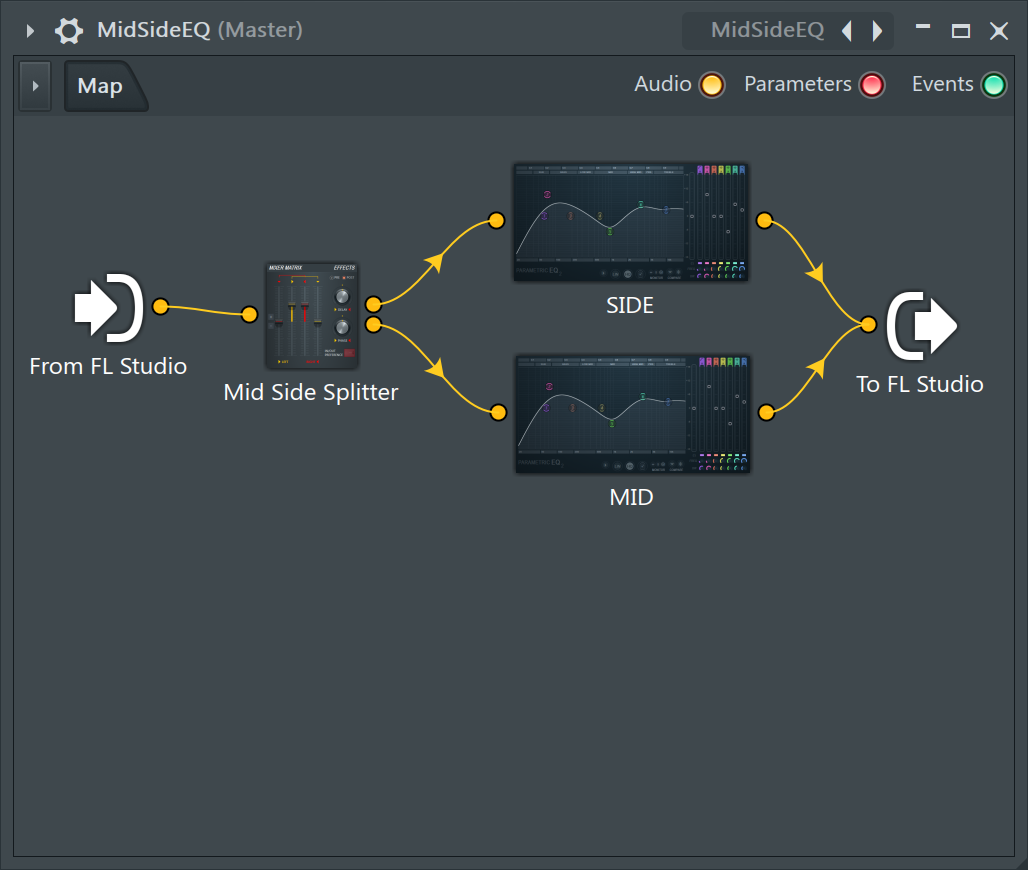 MidSideEQ (Master)
MidSideEQ
Map
Audio
Parameters
Events
MIXER MATRIX
EFFECTS
SIDE
From FL Studio
Mid Side Splitter
To FL Studio
MID